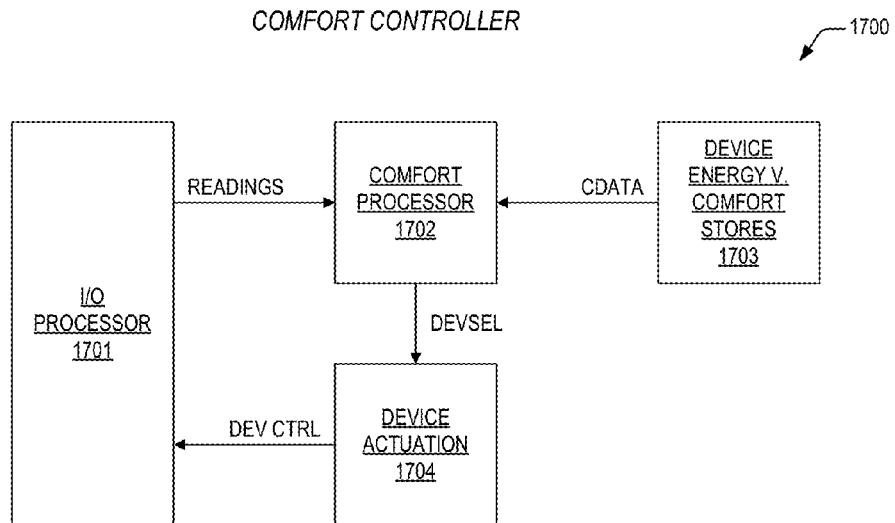 COMFORT CONTROLLER
1700
I/O
PROCESSOR
1701
READINGS
COMFORT
PROCESSOR
1702
CDATA
DEVICE
ENERGY V.
COMFORT
STORES
1703
DEVSEL
DEV CTRL
DEVICE
ACTUATION
1704